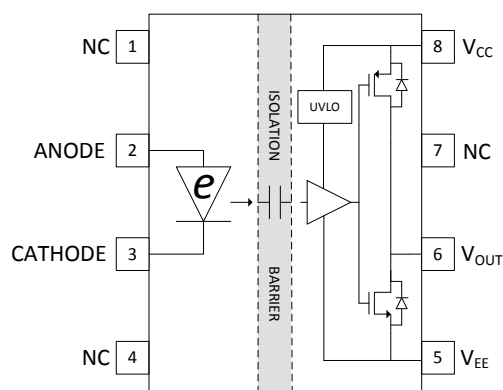 NC 1
ANODE 2
CATHODE 3
NC 4
e
ISOLATION
BARRIER
UVLO
8 VCC
7 NC
6 VOUT
5 VEE